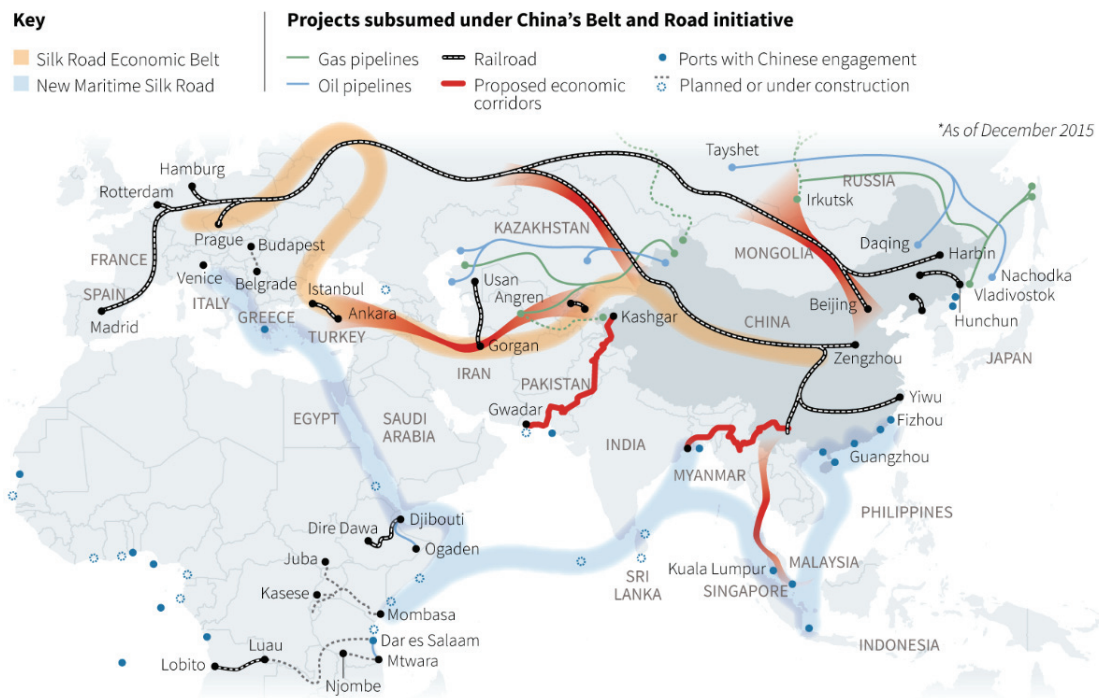 Key
Silk Road Economic Belt
New Maritime Silk Road
Projects subsumed under China's Belt and Road initiative
Gas pipelines
Oil pipelines
Railroad
Proposed economic
corridors
Ports with Chinese engagement
Planned or under construction
*As of December 2015
Tayshet
Hamburg
Rotterdam
RUSSIA
Irkutsk
KAZAKHSTAN
Prague
Budapest
MONGOLIA
Daqing
Harbin
FRANCE
Venice
Belgrade
Usan
Nachodka
SPAIN
ITALY
Istanbul
Angren
Beijing
Vladivostok
Madrid
GREECE
Ankara
Kashgar
CHINA
Hunchun
TURKEY
Gorgan
Zengzhou
JAPAN
IRAN
PAKISTAN
Yiwu
EGYPT
SAUDI
ARABIA
Gwadar
Fizhou
INDIA
Guangzhou
MYANMAR
PHILIPPINES
Djibouti
Dire Dawa
Ogaden
Juba
MALAYSIA
Kuala Lumpur
SRI
LANKA
SINGAPORE
Kasese
Mombasa
Dar es Salaam
INDONESIA
Luau
Lobito
Mtwara
Njombe